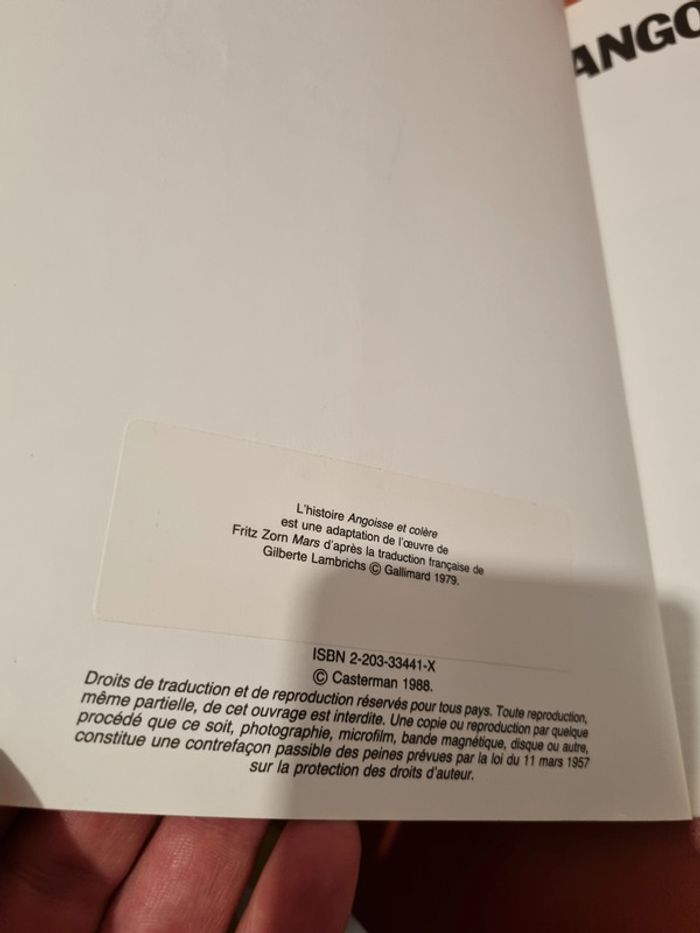 ANGO
L'histoire Angoisse et colère
est une adaptation de l'œuvre de
Fritz Zorn Mars d'après la traduction française de
Gilberte Lambrichs © Gallimard 1979.
ISBN 2-203-33441-X
© Casterman 1988.
Droits de traduction et de reproduction réservés pour tous pays. Toute reproduction,
même partielle, de cet ouvrage est interdite. Une copie ou reproduction par quelque
procédé que ce soit, photographie, microfilm, bande magnétique, disque ou autre,
constitue une contrefaçon passible des peines prévues par la loi du 11 mars 1957
sur la protection des droits d'auteur.